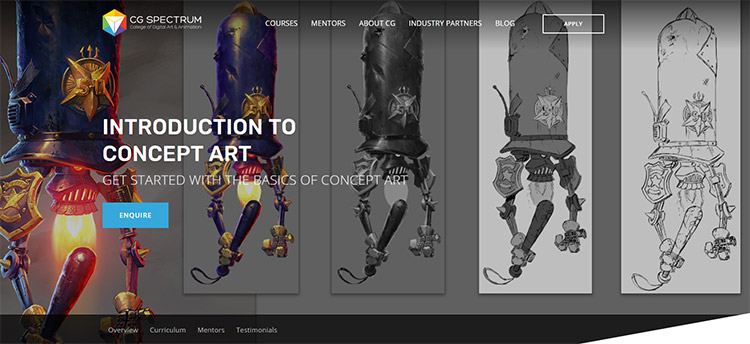 CG SPECTRUM
College of Digital Art & Animation
COURSES MENTORS ABOUT CG INDUSTRY PARTNERS BLOG APPLY
INTRODUCTION TO
CONCEPT ART
GET STARTED WITH THE BASICS OF CONCEPT ART
ENQUIRE
Overview Curriculum Mentors Testimonials